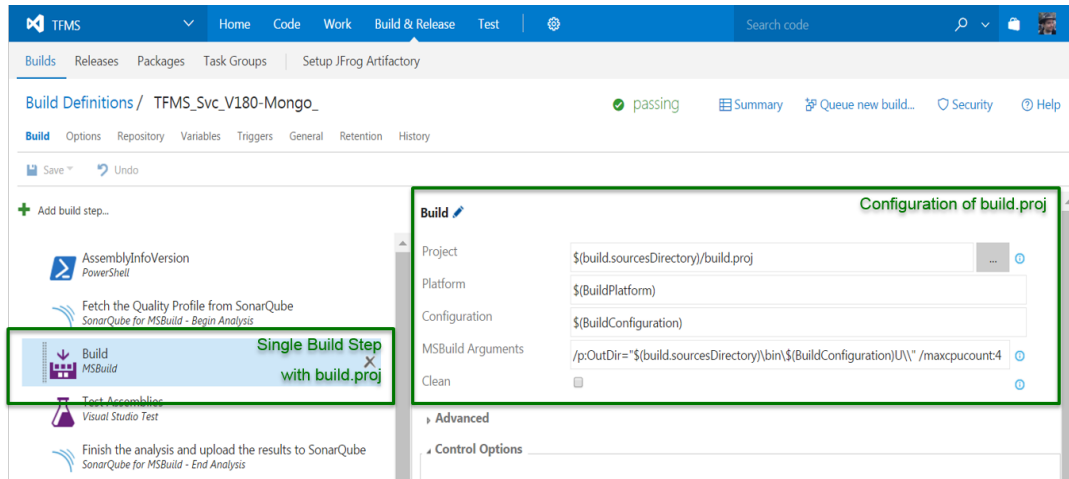 TFMS Home Code Work Build & Release Test Search code
Builds Releases Packages Task Groups Setup JFrog Artifactory
Build Definitions / TFMS_Svc_V180-Mongo_ passing Summary Queue new build... Security Help
Build Options Repository Variables Triggers General Retention History
Save Undo
Add build step...
AssemblyInfoVersion
PowerShell
Fetch the Quality Profile from SonarQube
SonarQube for MSBuild - Begin Analysis
Build
MSBuild
Single Build Step
with build.proj
Test Assemblies
Visual Studio Test
Finish the analysis and upload the results to SonarQube
SonarQube for MSBuild - End Analysis
Build
Configuration of build.proj
Project $(build.sourcesDirectory)/build.proj ...
Platform $(BuildPlatform)
Configuration $(BuildConfiguration)
MSBuild Arguments /p:OutDir="$(build.sourcesDirectory)\bin\$(BuildConfiguration)U\\" /maxcpucount:4
Clean
Advanced
Control Options